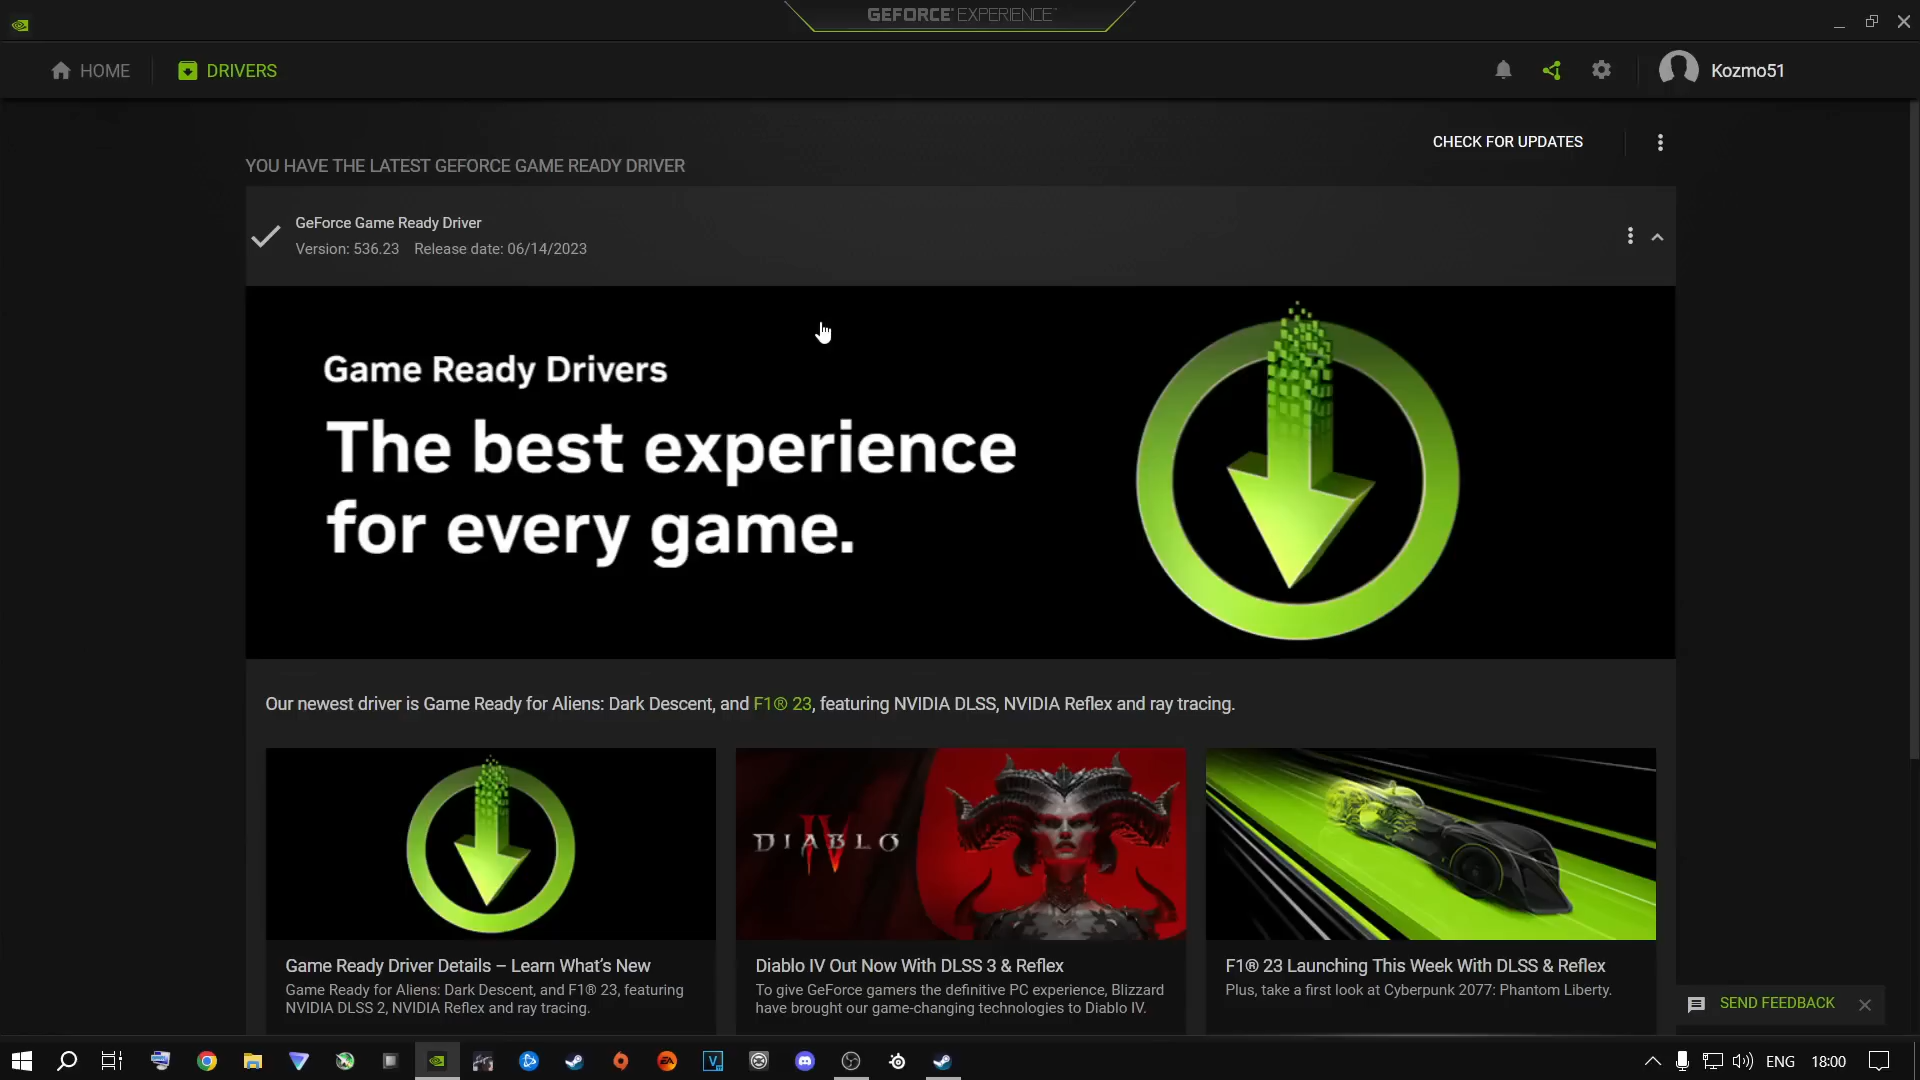 GEFORCE® EXPERIENCE™
HOME
DRIVERS
Kozmo51
CHECK FOR UPDATES
YOU HAVE THE LATEST GEFORCE GAME READY DRIVER
GeForce Game Ready Driver
Version: 536.23 Release date: 06/14/2023
Game Ready Drivers
The best experience
for every game.
Our newest driver is Game Ready for Aliens: Dark Descent, and F1® 23, featuring NVIDIA DLSS, NVIDIA Reflex and ray tracing.
DIABLO
IV
Game Ready Driver Details – Learn What’s New
Game Ready for Aliens: Dark Descent, and F1® 23, featuring
NVIDIA DLSS 2, NVIDIA Reflex and ray tracing.
Diablo IV Out Now With DLSS 3 & Reflex
To give GeForce gamers the definitive PC experience, Blizzard
have brought our game-changing technologies to Diablo IV.
F1® 23 Launching This Week With DLSS & Reflex
Plus, take a first look at Cyberpunk 2077: Phantom Liberty.
SEND FEEDBACK
EA
V
ENG
18:00